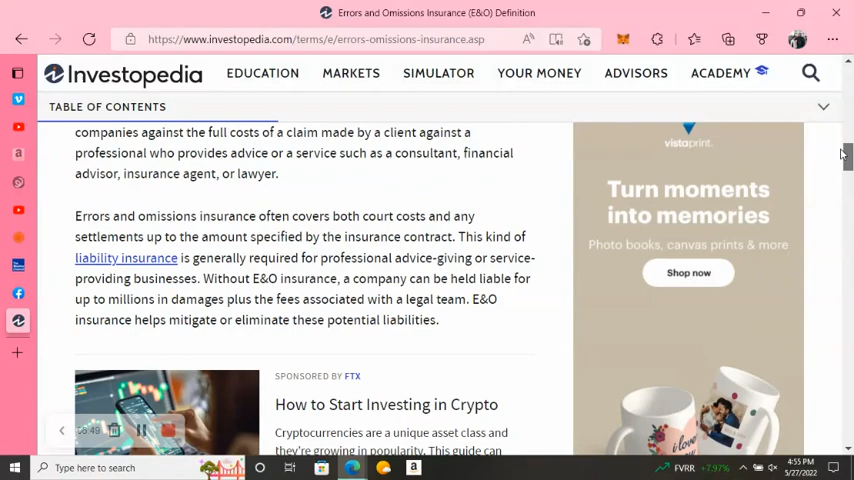 Errors and Omissions Insurance (E&O) Definition
https://www.investopedia.com/terms/e/errors-omissions-insurance.asp
Investopedia
EDUCATION MARKETS SIMULATOR YOUR MONEY ADVISORS ACADEMY
TABLE OF CONTENTS
companies against the full costs of a claim made by a client against a
professional who provides advice or a service such as a consultant, financial
advisor, insurance agent, or lawyer.
Errors and omissions insurance often covers both court costs and any
settlements up to the amount specified by the insurance contract. This kind of
liability insurance is generally required for professional advice-giving or service-
providing businesses. Without E&O insurance, a company can be held liable for
up to millions in damages plus the fees associated with a legal team. E&O
insurance helps mitigate or eliminate these potential liabilities.
SPONSORED BY FTX
How to Start Investing in Crypto
Cryptocurrencies are a unique asset class and
they're growing in popularity. This guide can
vistaprint.
Turn moments
into memories
Photo books, canvas prints & more
Shop now
i love
Type here to search
FVRR +7.97%
4:55 PM
5/27/2022